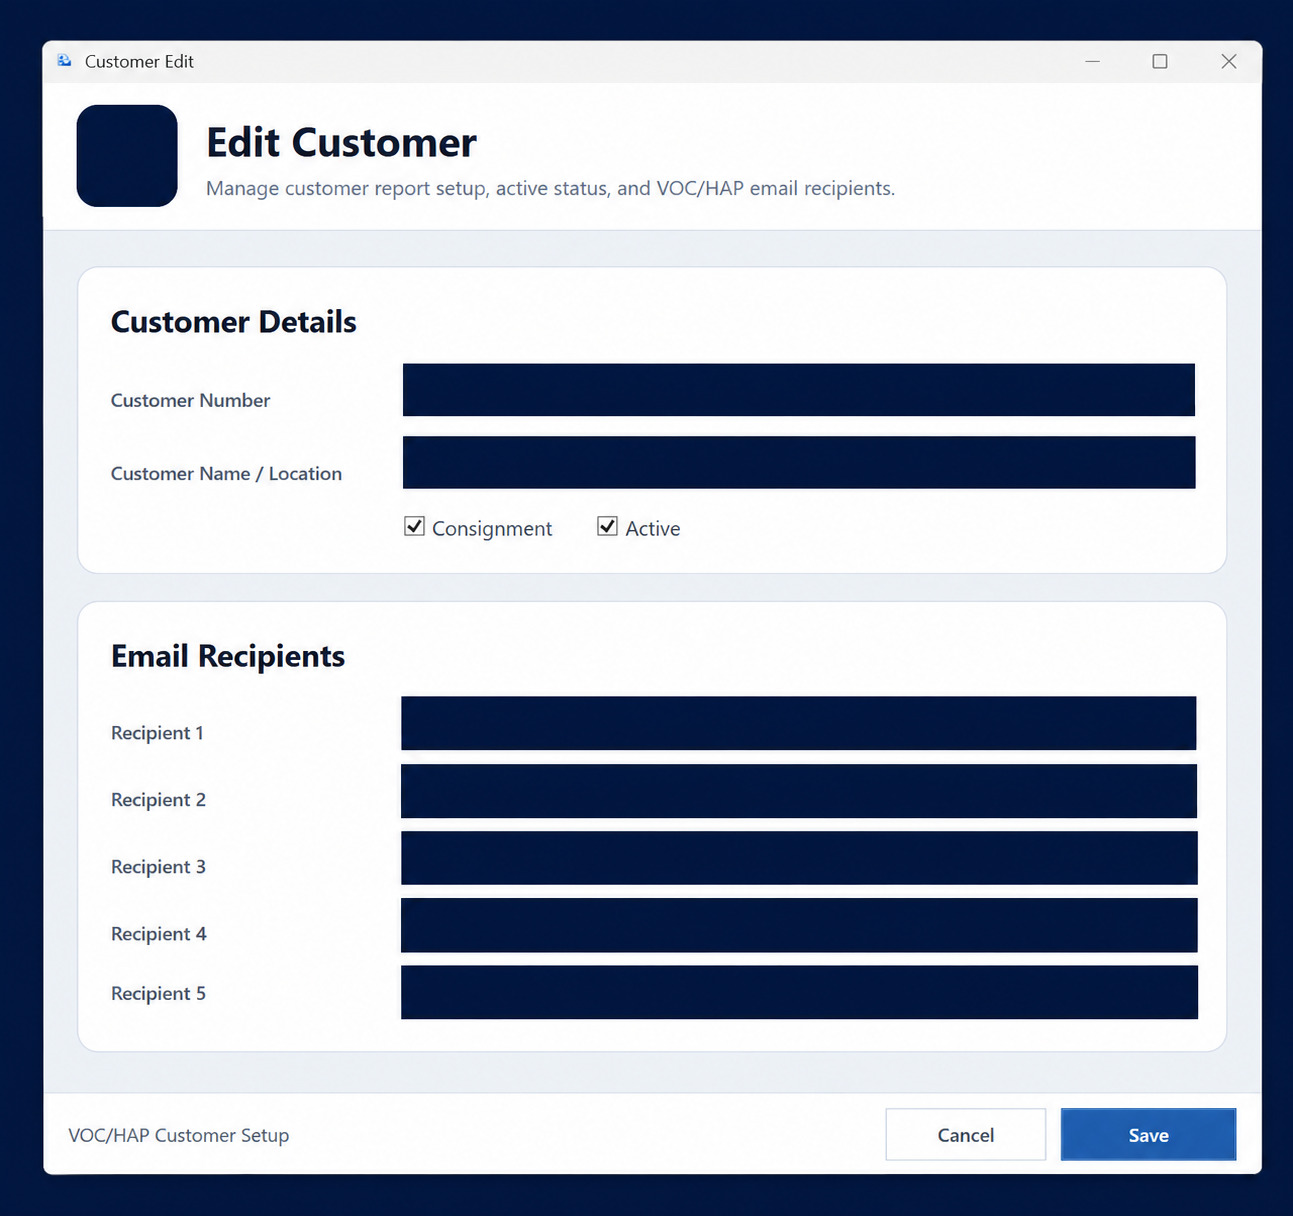 Customer Edit
Edit Customer
Manage customer report setup, active status, and VOC/HAP email recipients.
Customer Details
Customer Number
Customer Name / Location
Consignment Active
Email Recipients
Recipient 1
Recipient 2
Recipient 3
Recipient 4
Recipient 5
VOC/HAP Customer Setup Cancel Save